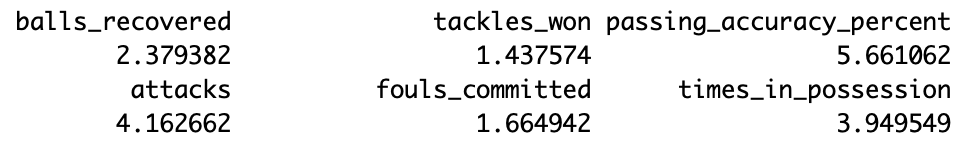 balls_recovered tackles_won passing_accuracy_percent
2.379382 1.437574 5.661062
attacks fouls_committed times_in_possession
4.162662 1.664942 3.949549